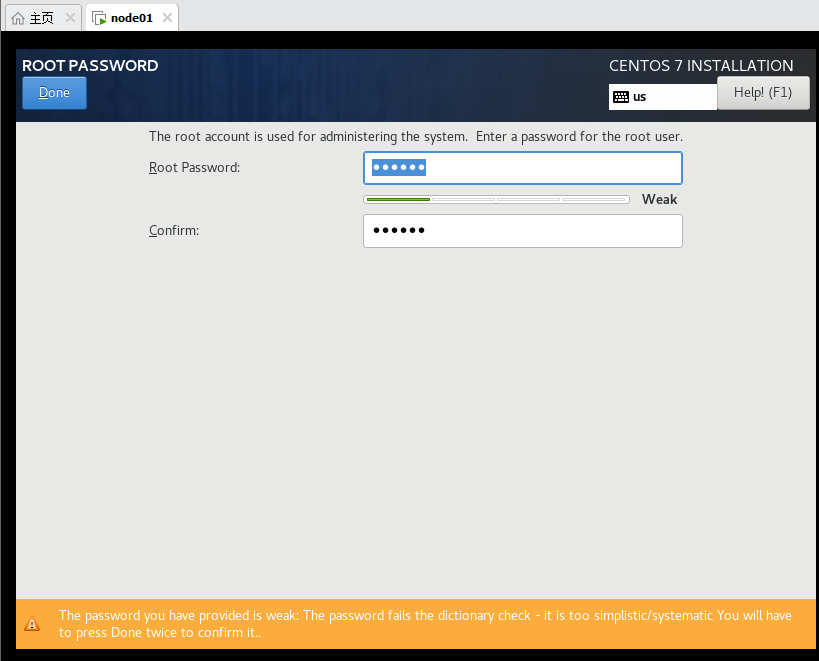 主页
node01
ROOT PASSWORD
CENTOS 7 INSTALLATION
Done
us
Help! (F1)
The root account is used for administering the system.  Enter a password for the root user.
Root Password:
••••••
Weak
Confirm:
••••••
The password you have provided is weak: The password fails the dictionary check - it is too simplistic/systematic You will have
to press Done twice to confirm it..